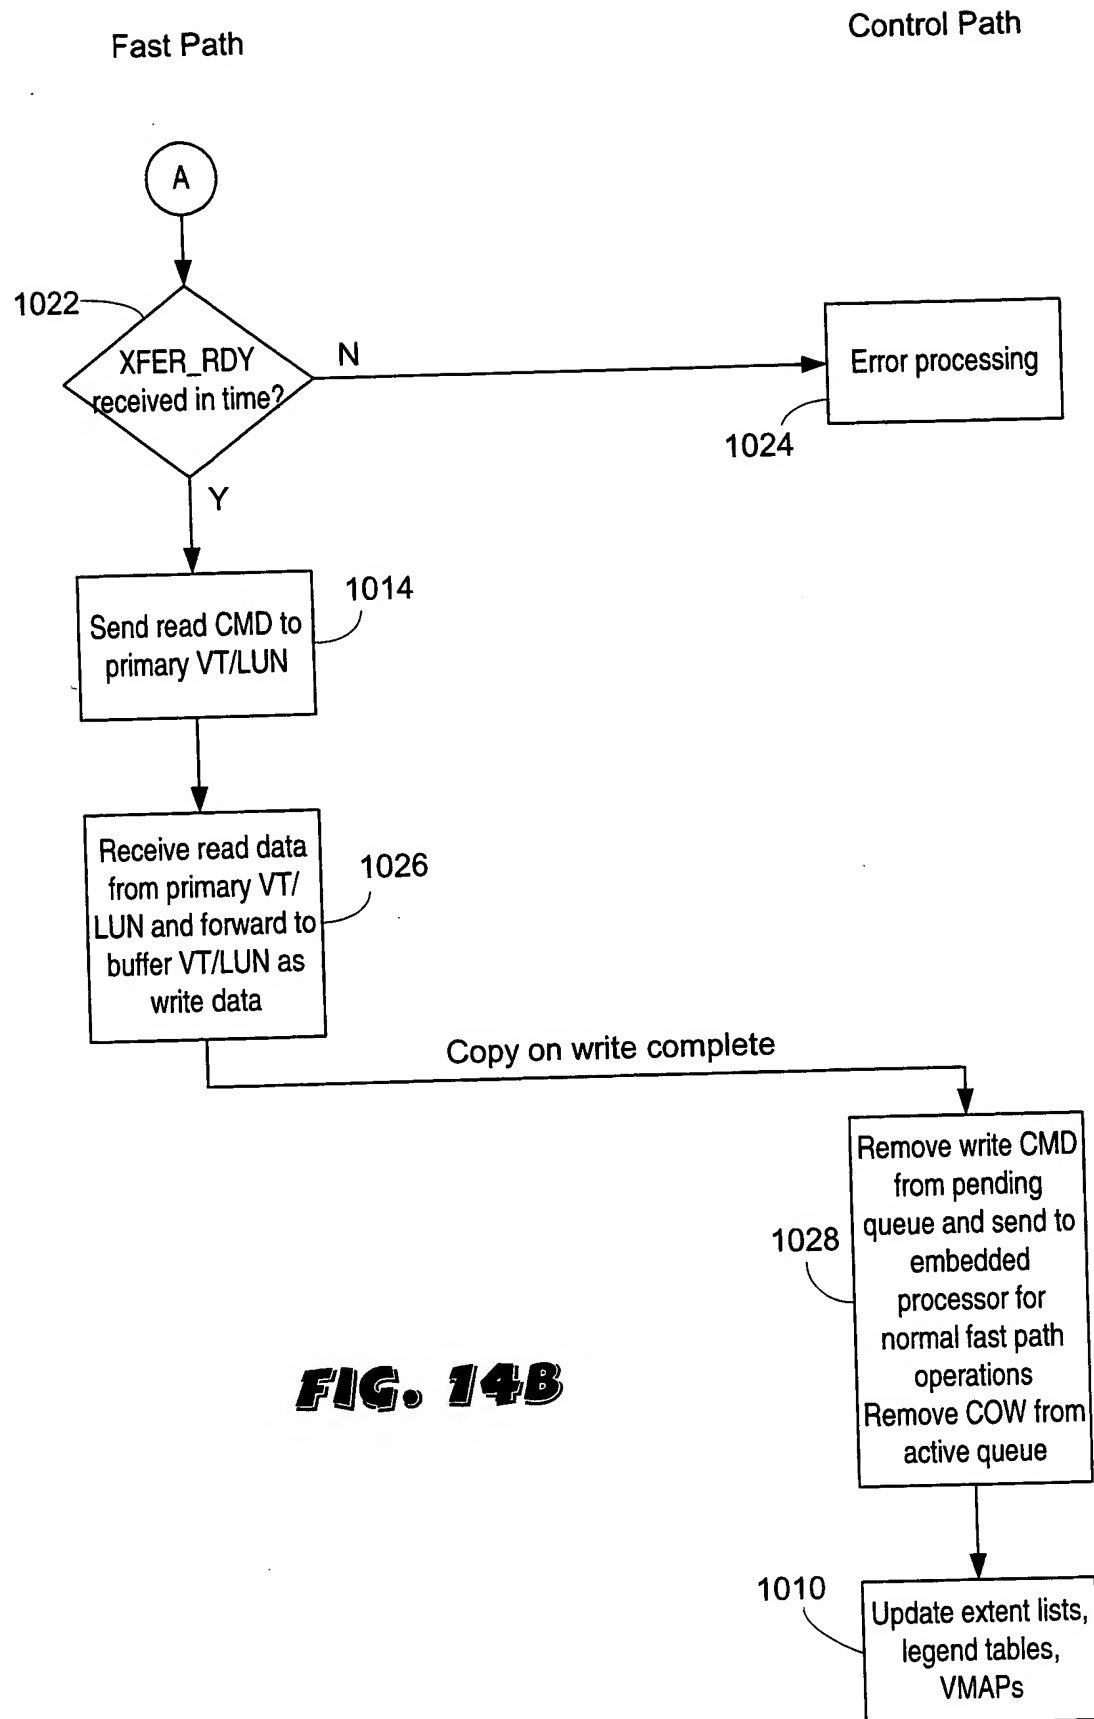 Fast Path
Control Path
A
1022
XFER_RDY
received in time?
N
Error processing
1024
Y
Send read CMD to
primary VT/LUN
1014
Receive read data
from primary VT/
LUN and forward to
buffer VT/LUN as
write data
1026
Copy on write complete
Remove write CMD
from pending
queue and send to
embedded
processor for
normal fast path
operations
Remove COW from
active queue
1028
FIG. 14B
1010
Update extent lists,
legend tables,
VMAPs